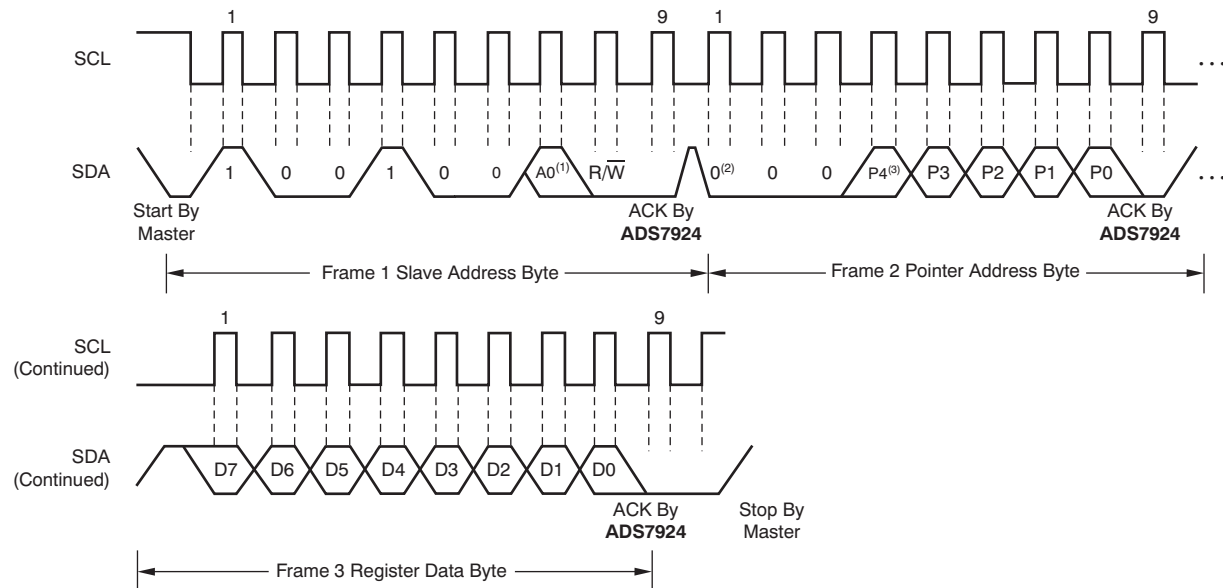 1 9 1 9
SCL
. . .
SDA
1 0 0 1 0 0 A0(1) R/W̅ 0(2) 0 0 P4(3) P3 P2 P1 P0
. . .
Start By
Master
ACK By
ADS7924
ACK By
ADS7924
Frame 1 Slave Address Byte
Frame 2 Pointer Address Byte
1 9
SCL
(Continued)
SDA
(Continued)
D7 D6 D5 D4 D3 D2 D1 D0
ACK By
ADS7924
Stop By
Master
Frame 3 Register Data Byte